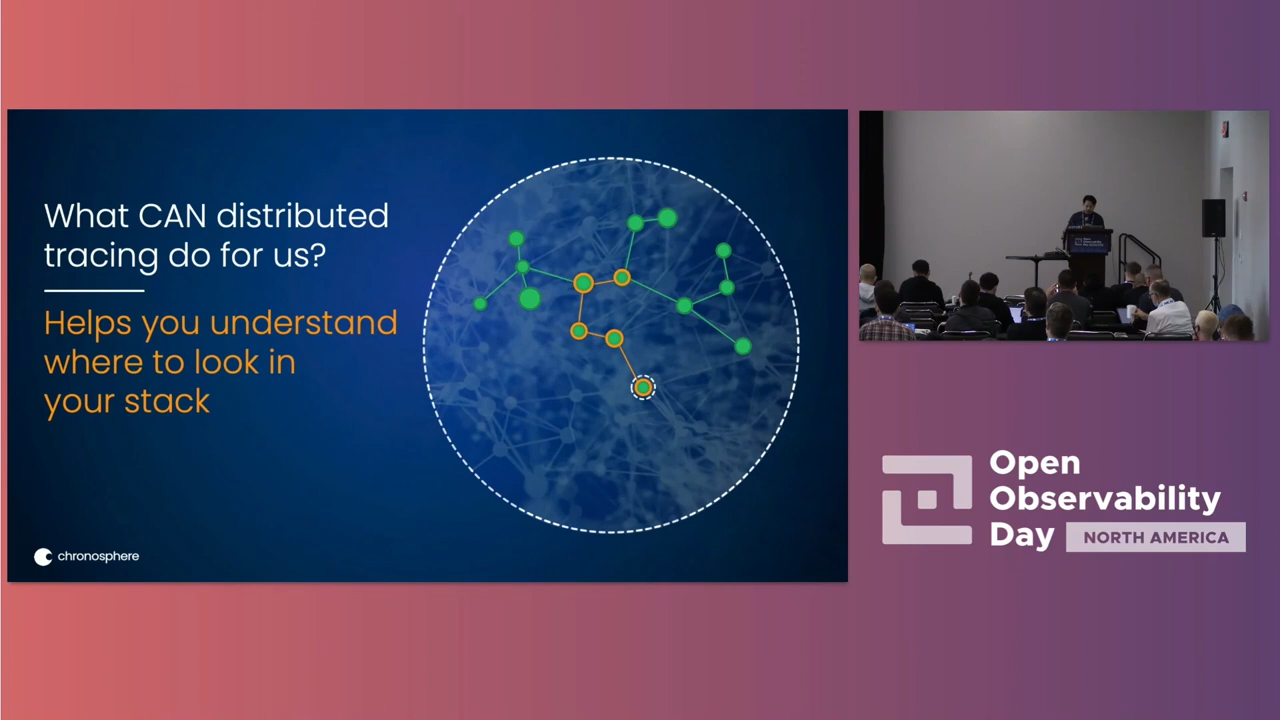 What CAN distributed
tracing do for us?
Helps you understand
where to look in
your stack
chronosphere
Open
Observability
Day
NORTH AMERICA